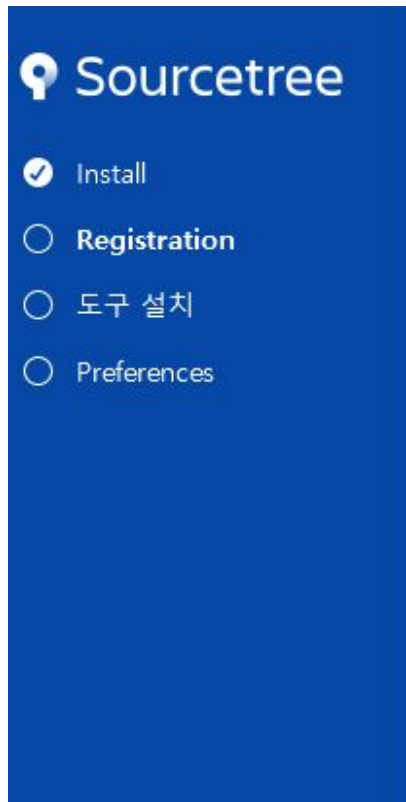 Sourcetree
Install
Registration
도구 설치
Preferences